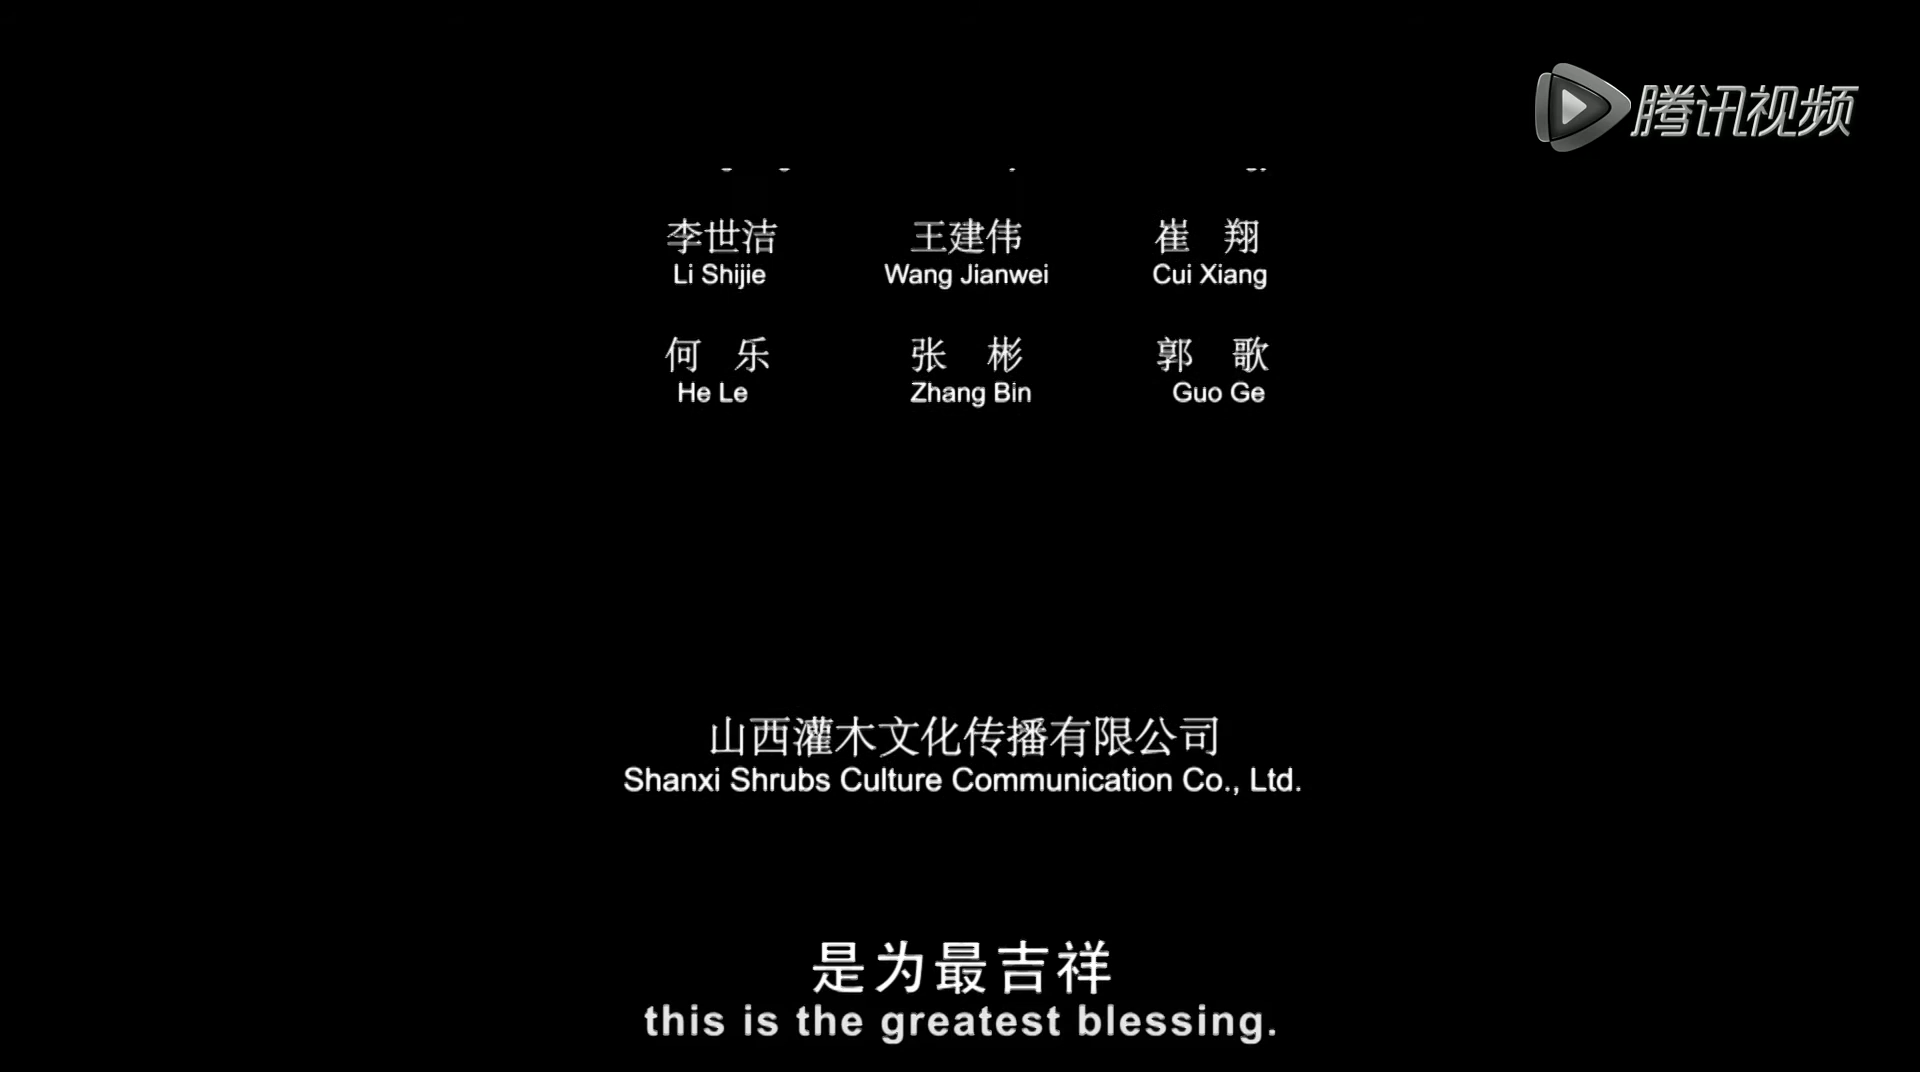 腾讯视频
李世洁 王建伟 崔 翔
Li Shijie Wang Jianwei Cui Xiang
何 乐 张 彬 郭 歌
He Le Zhang Bin Guo Ge
山西灌木文化传播有限公司
Shanxi Shrubs Culture Communication Co., Ltd.
是为最吉祥
this is the greatest blessing.